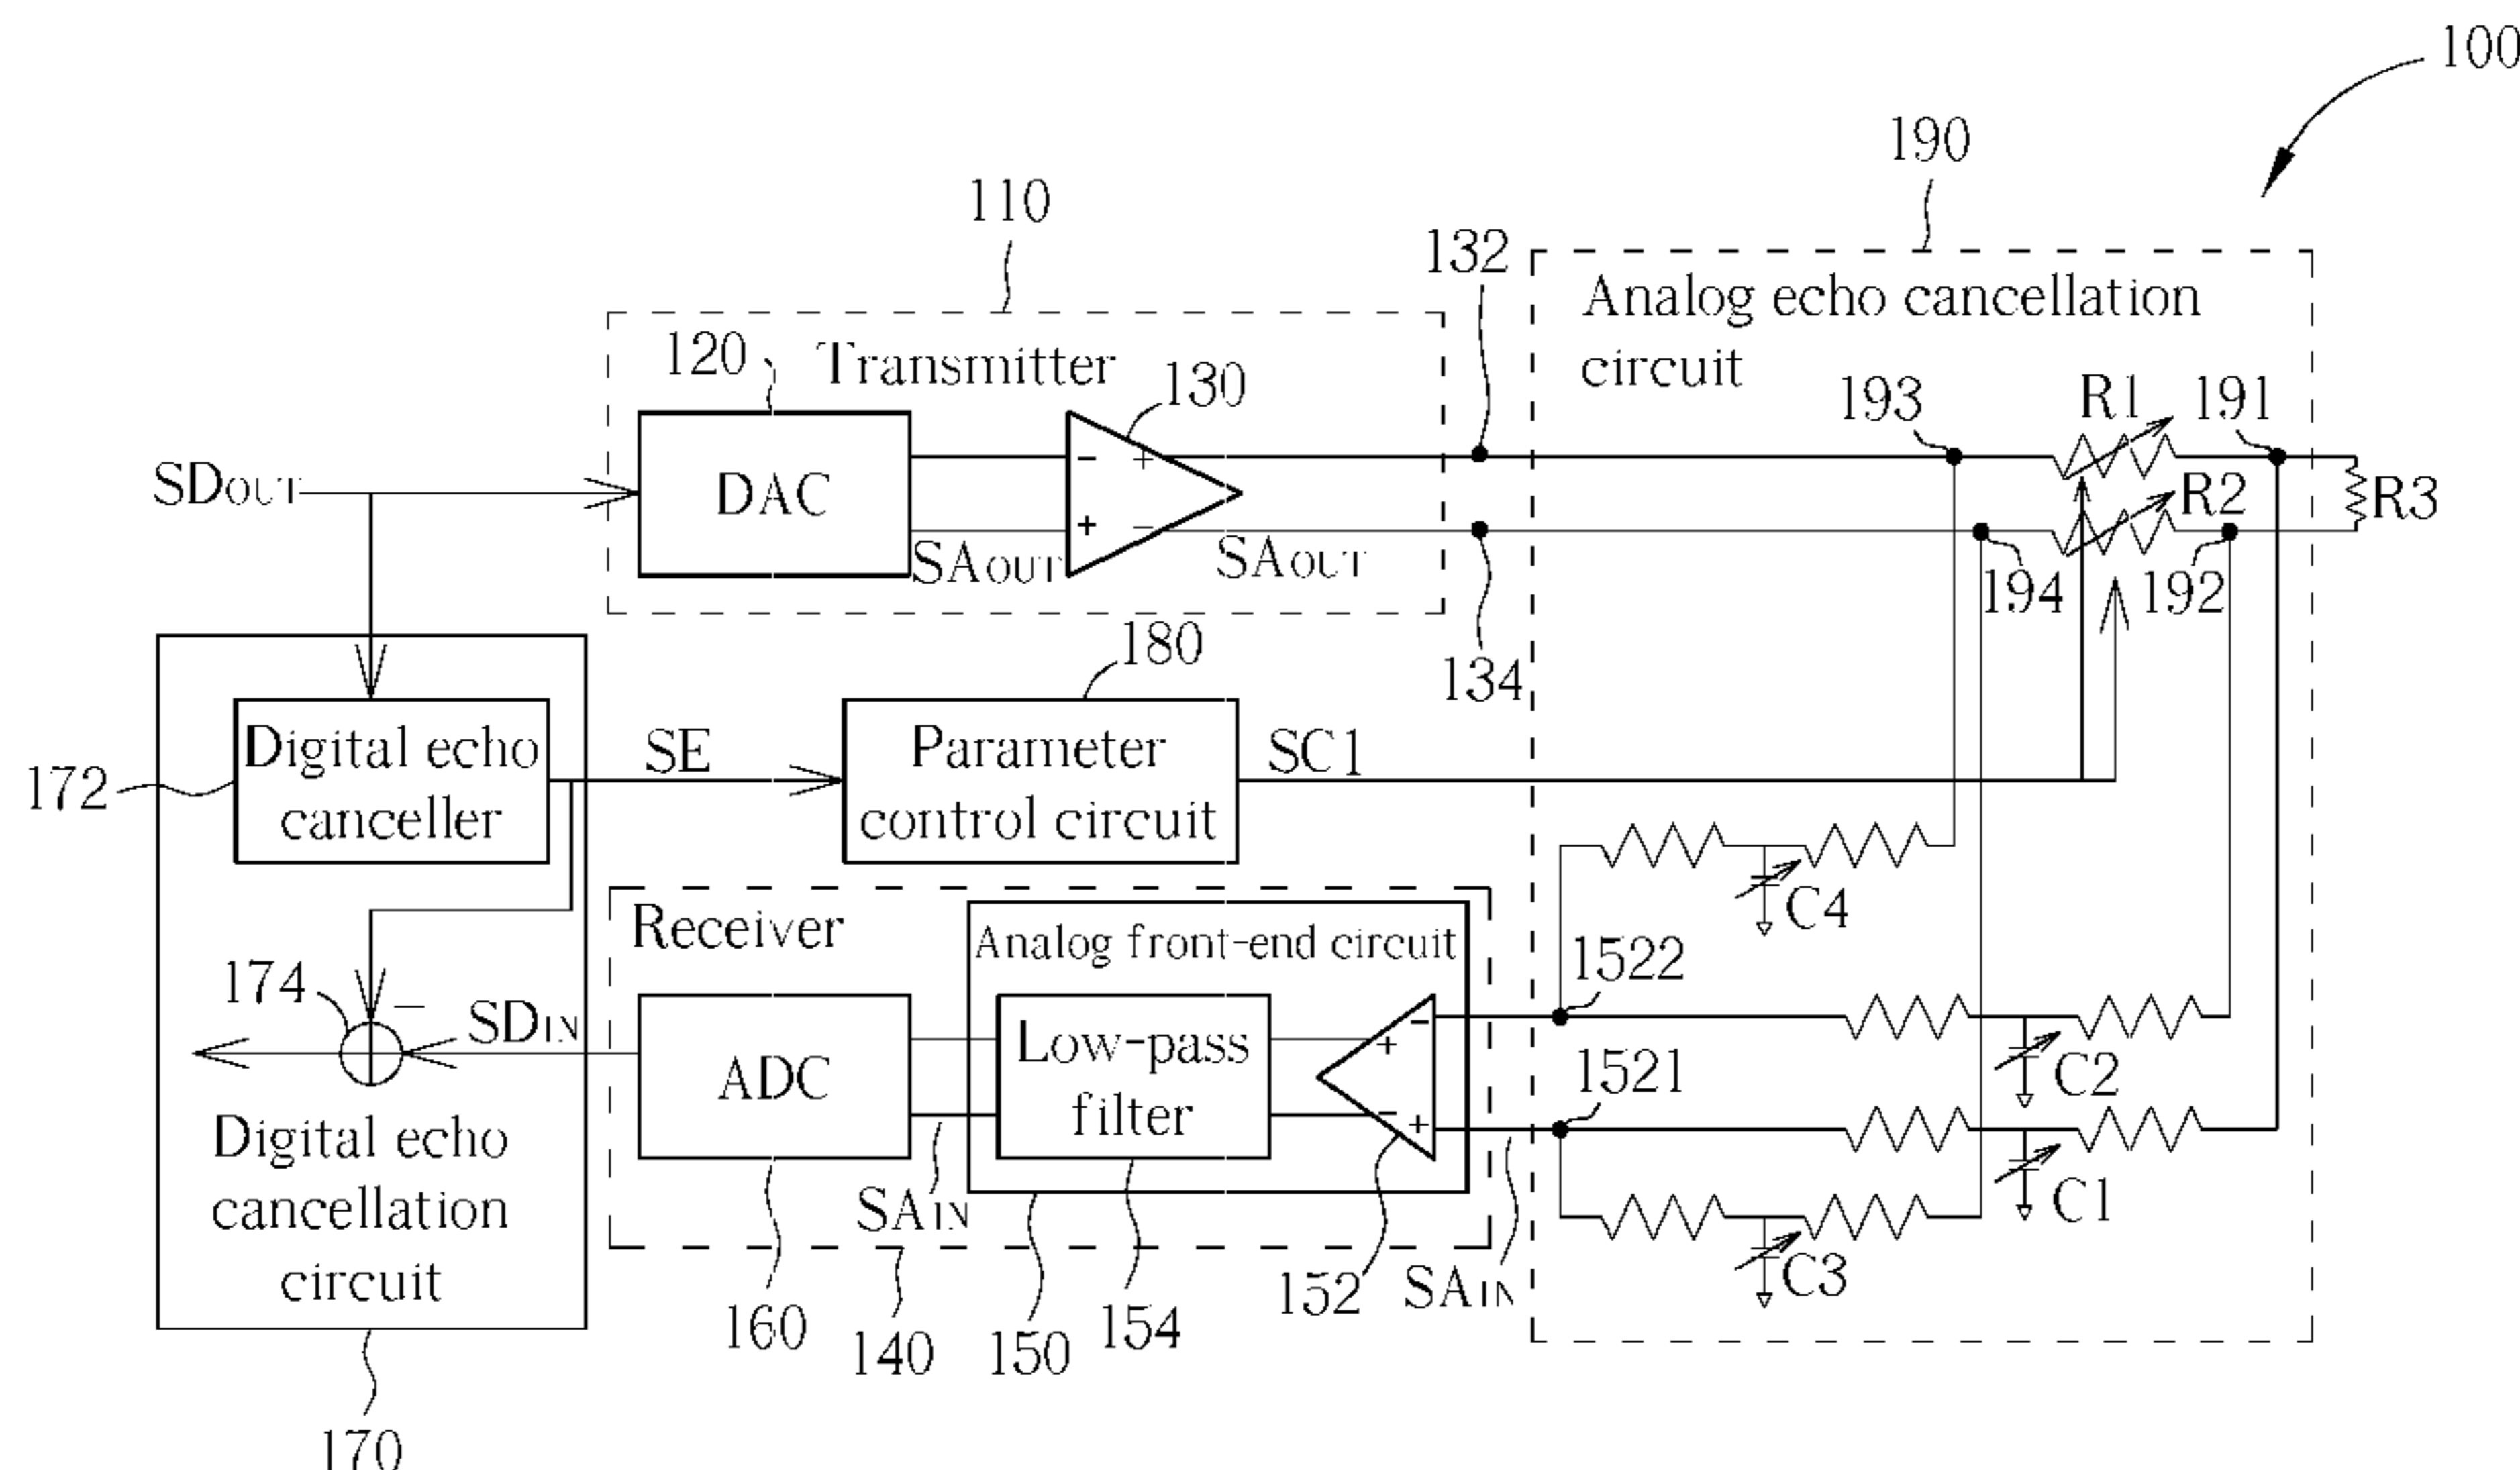 100
190
110
132
Analog echo cancellation
circuit
120
Transmitter
130
193
R1
191
SDOUT
DAC
- +
+ −
SAOUT
SAOUT
R2
R3
194
192
134
180
Digital echo
canceller
172
SE
Parameter
control circuit
SC1
C4
Receiver
Analog front-end circuit
1522
174
−
SDIN
ADC
Low-pass
filter
+ -
- +
C2
1521
C1
Digital echo
cancellation
circuit
SAIN
152
SAIN
C3
160
140
150
154
170